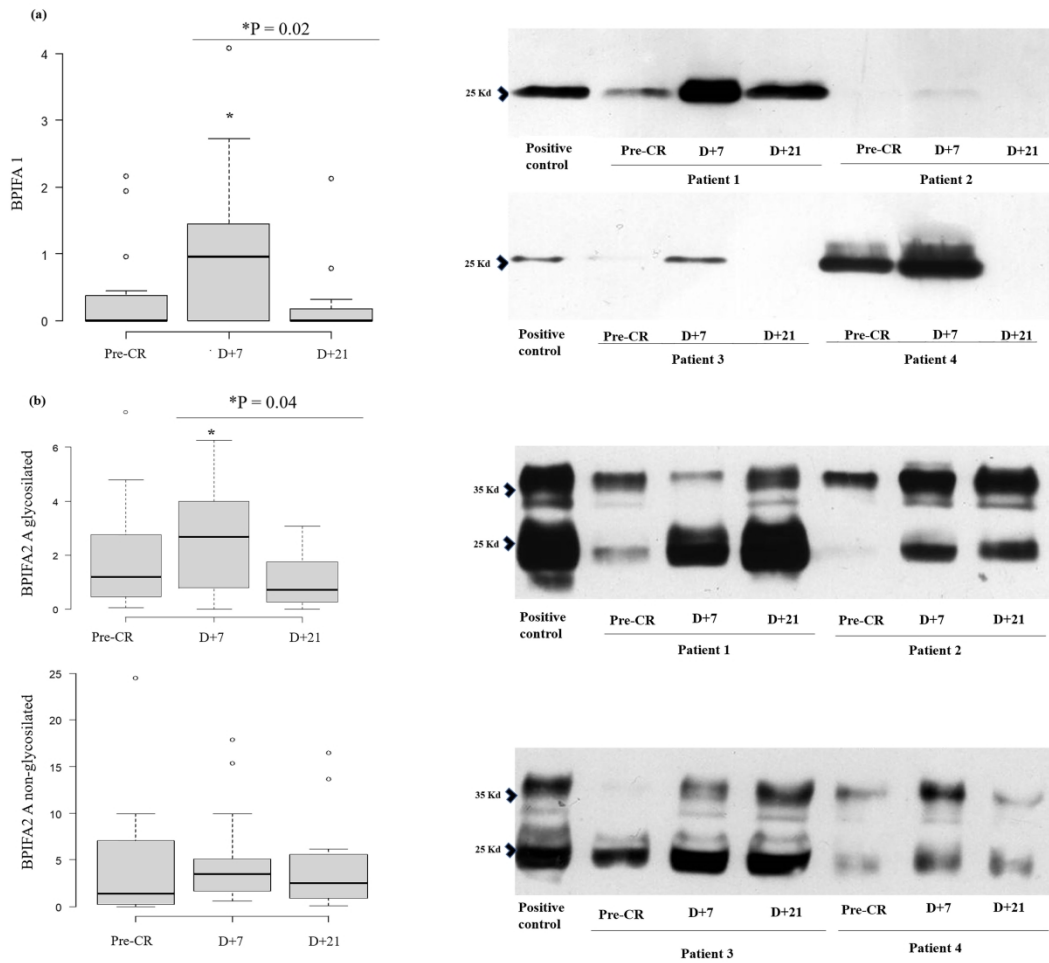 (a)
*P = 0.02
*
BPIFA 1
4
3
2
1
0
Pre-CR D+7 D+21
25 Kd
Positive control
Pre-CR D+7 D+21 Pre-CR D+7 D+21
Patient 1 Patient 2
25 Kd
Positive control
Pre-CR D+7 D+21 Pre-CR D+7 D+21
Patient 3 Patient 4
(b)
*P = 0.04
*
BPIFA2 A glycosilated
6
4
2
0
Pre-CR D+7 D+21
35 Kd
25 Kd
Positive control
Pre-CR D+7 D+21 Pre-CR D+7 D+21
Patient 1 Patient 2
BPIFA2 A non-glycosilated
25
20
15
10
5
0
Pre-CR D+7 D+21
35 Kd
25 Kd
Positive control
Pre-CR D+7 D+21 Pre-CR D+7 D+21
Patient 3 Patient 4